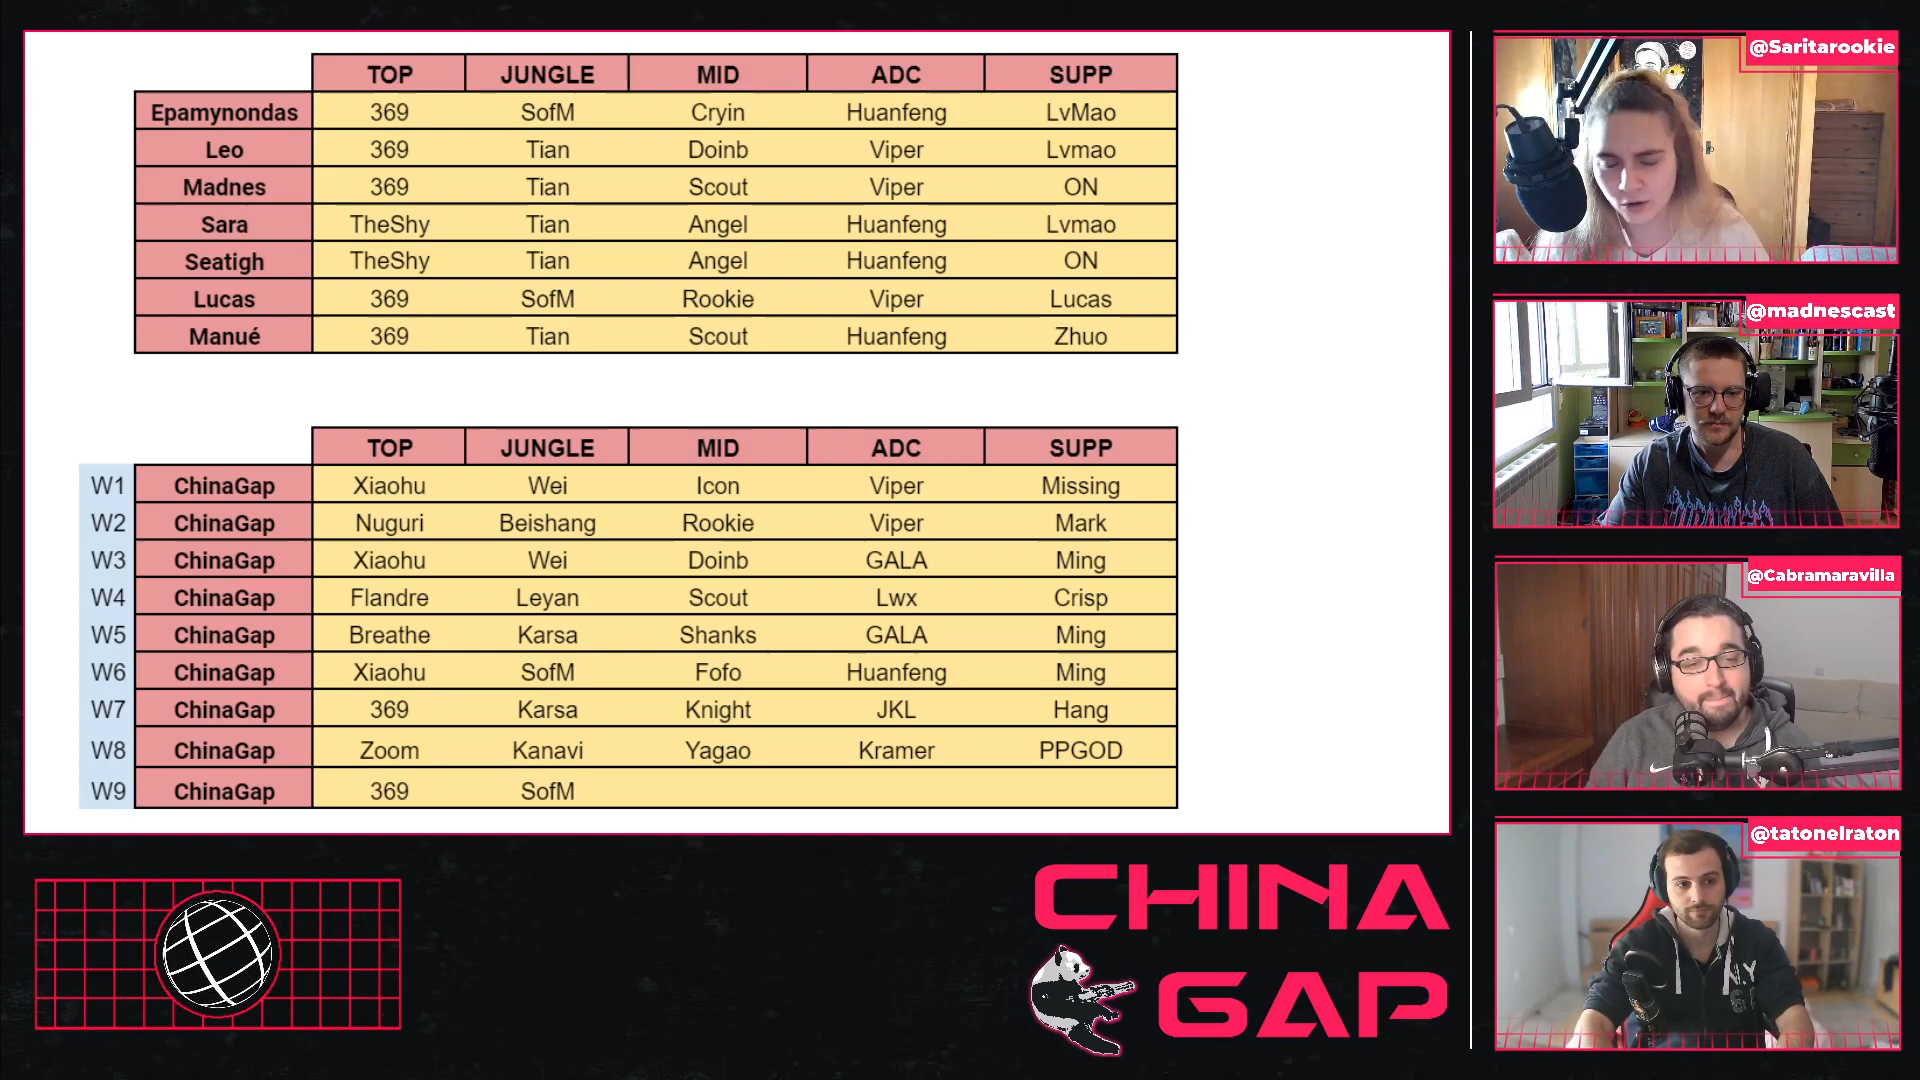 TOP JUNGLE MID ADC SUPP
Epamynondas 369 SofM Cryin Huanfeng LvMao
Leo 369 Tian Doinb Viper Lvmao
Madnes 369 Tian Scout Viper ON
Sara TheShy Tian Angel Huanfeng Lvmao
Seatigh TheShy Tian Angel Huanfeng ON
Lucas 369 SofM Rookie Viper Lucas
Manué 369 Tian Scout Huanfeng Zhuo
TOP JUNGLE MID ADC SUPP
W1 ChinaGap Xiaohu Wei Icon Viper Missing
W2 ChinaGap Nuguri Beishang Rookie Viper Mark
W3 ChinaGap Xiaohu Wei Doinb GALA Ming
W4 ChinaGap Flandre Leyan Scout Lwx Crisp
W5 ChinaGap Breathe Karsa Shanks GALA Ming
W6 ChinaGap Xiaohu SofM Fofo Huanfeng Ming
W7 ChinaGap 369 Karsa Knight JKL Hang
W8 ChinaGap Zoom Kanavi Yagao Kramer PPGOD
W9 ChinaGap 369 SofM
@Saritarookie
@madnescast
@Cabramaravilla
@tatonelraton
CHINA
GAP